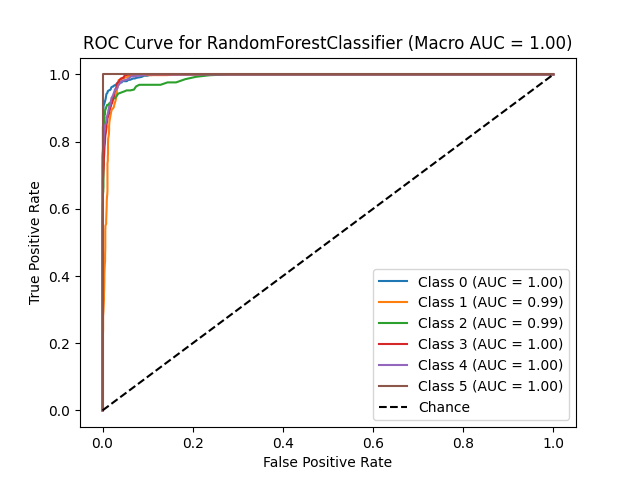 ROC Curve for RandomForestClassifier (Macro AUC = 1.00)
1.0
0.8
0.6
0.4
0.2
0.0
True Positive Rate
Class 0 (AUC = 1.00)
Class 1 (AUC = 0.99)
Class 2 (AUC = 0.99)
Class 3 (AUC = 1.00)
Class 4 (AUC = 1.00)
Class 5 (AUC = 1.00)
Chance
0.0 0.2 0.4 0.6 0.8 1.0
False Positive Rate